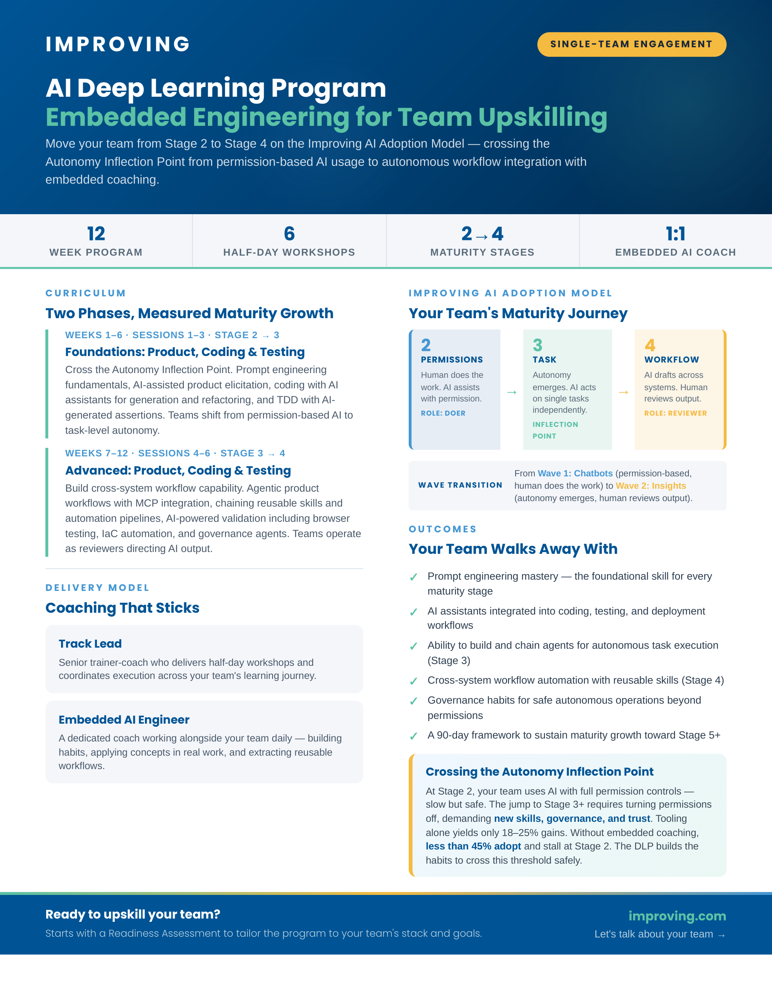 IMPROVING
SINGLE-TEAM ENGAGEMENT
AI Deep Learning Program
Embedded Engineering for Team Upskilling
Move your team from Stage 2 to Stage 4 on the Improving AI Adoption Model — crossing the
Autonomy Inflection Point from permission-based AI usage to autonomous workflow integration with
embedded coaching.
12
WEEK PROGRAM
6
HALF-DAY WORKSHOPS
2→4
MATURITY STAGES
1:1
EMBEDDED AI COACH
CURRICULUM
Two Phases, Measured Maturity Growth
WEEKS 1–6 · SESSIONS 1–3 · STAGE 2 → 3
Foundations: Product, Coding & Testing
Cross the Autonomy Inflection Point. Prompt engineering
fundamentals, AI-assisted product elicitation, coding with AI
assistants for generation and refactoring, and TDD with AI-
generated assertions. Teams shift from permission-based AI to
task-level autonomy.
WEEKS 7–12 · SESSIONS 4–6 · STAGE 3 → 4
Advanced: Product, Coding & Testing
Build cross-system workflow capability. Agentic product
workflows with MCP integration, chaining reusable skills and
automation pipelines, AI-powered validation including browser
testing, IaC automation, and governance agents. Teams operate
as reviewers directing AI output.
DELIVERY MODEL
Coaching That Sticks
Track Lead
Senior trainer-coach who delivers half-day workshops and
coordinates execution across your team's learning journey.
Embedded AI Engineer
A dedicated coach working alongside your team daily — building
habits, applying concepts in real work, and extracting reusable
workflows.
IMPROVING AI ADOPTION MODEL
Your Team's Maturity Journey
2
PERMISSIONS
Human does the
work. AI assists
with permission.
ROLE: DOER
→
3
TASK
Autonomy
emerges. AI acts
on single tasks
independently.
INFLECTION
POINT
→
4
WORKFLOW
AI drafts across
systems. Human
reviews output.
ROLE: REVIEWER
WAVE TRANSITION
From Wave 1: Chatbots (permission-based,
human does the work) to Wave 2: Insights
(autonomy emerges, human reviews output).
OUTCOMES
Your Team Walks Away With
✓ Prompt engineering mastery — the foundational skill for every
maturity stage
✓ AI assistants integrated into coding, testing, and deployment
workflows
✓ Ability to build and chain agents for autonomous task execution
(Stage 3)
✓ Cross-system workflow automation with reusable skills (Stage 4)
✓ Governance habits for safe autonomous operations beyond
permissions
✓ A 90-day framework to sustain maturity growth toward Stage 5+
Crossing the Autonomy Inflection Point
At Stage 2, your team uses AI with full permission controls —
slow but safe. The jump to Stage 3+ requires turning permissions
off, demanding new skills, governance, and trust. Tooling
alone yields only 18–25% gains. Without embedded coaching,
less than 45% adopt and stall at Stage 2. The DLP builds the
habits to cross this threshold safely.
Ready to upskill your team?
Starts with a Readiness Assessment to tailor the program to your team's stack and goals.
improving.com
Let's talk about your team →